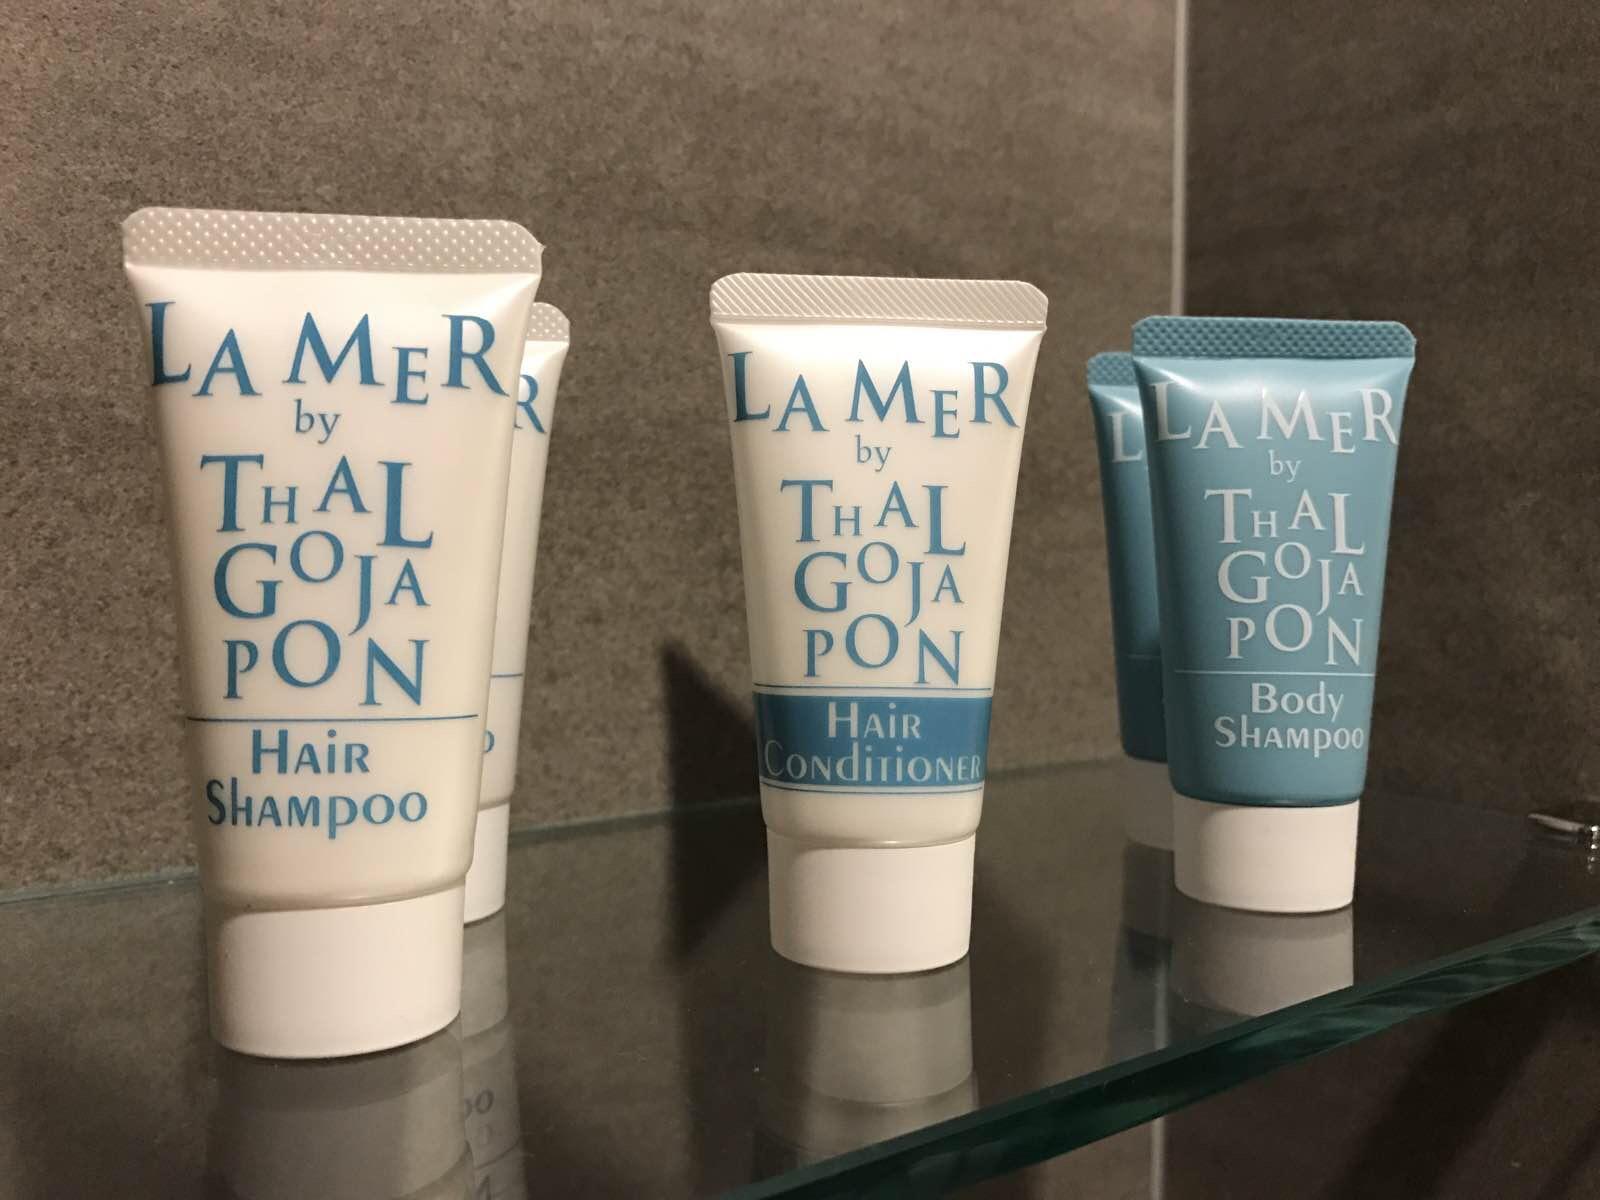 LA MER
by
THAL
GOJA
PON
HAIR
SHAMPOO
LA MER
by
THAL
GOJA
PON
HAIR
CONDITIONER
LA MER
by
THAL
GOJA
PON
Body
SHAMPOO